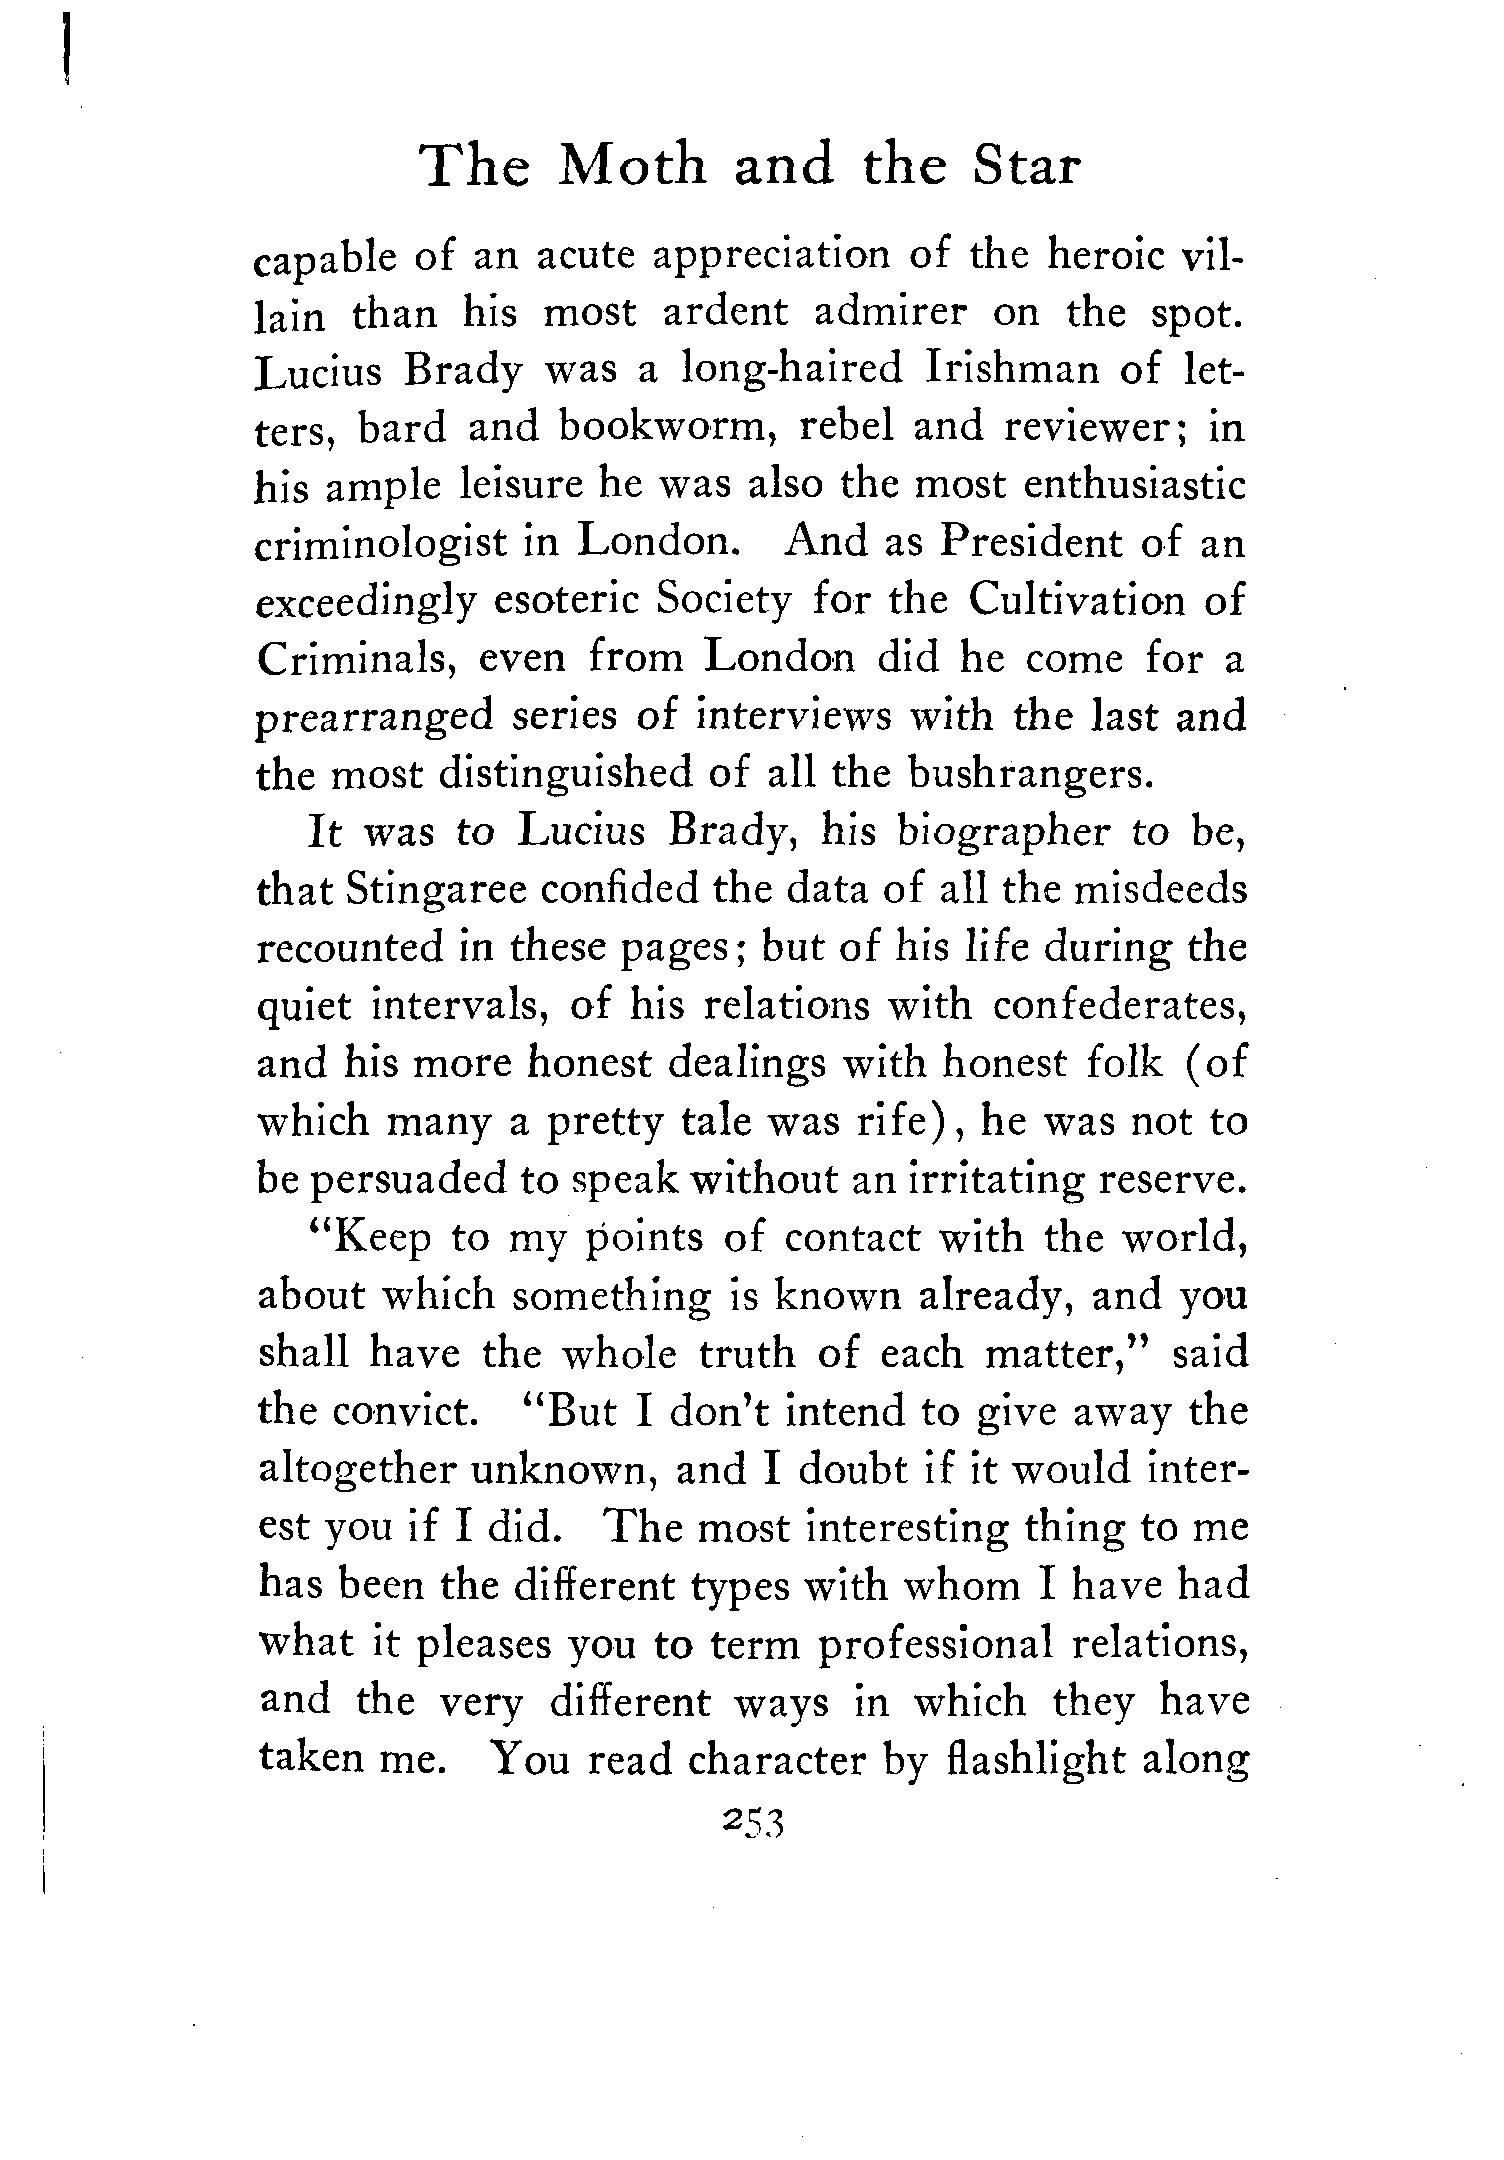 The Moth and the Star
capable of an acute appreciation of the heroic vil-
lain than his most ardent admirer on the spot.
Lucius Brady was a long-haired Irishman of let-
ters, bard and bookworm, rebel and reviewer; in
his ample leisure he was also the most enthusiastic
criminologist in London. And as President of an
exceedingly esoteric Society for the Cultivation of
Criminals, even from London did he come for a
prearranged series of interviews with the last and
the most distinguished of all the bushrangers.
It was to Lucius Brady, his biographer to be,
that Stingaree confided the data of all the misdeeds
recounted in these pages; but of his life during the
quiet intervals, of his relations with confederates,
and his more honest dealings with honest folk (of
which many a pretty tale was rife), he was not to
be persuaded to speak without an irritating reserve.
"Keep to my points of contact with the world,
about which something is known already, and you
shall have the whole truth of each matter," said
the convict. "But I don't intend to give away the
altogether unknown, and I doubt if it would inter-
est you if I did. The most interesting thing to me
has been the different types with whom I have had
what it pleases you to term professional relations,
and the very different ways in which they have
taken me. You read character by flashlight along
253